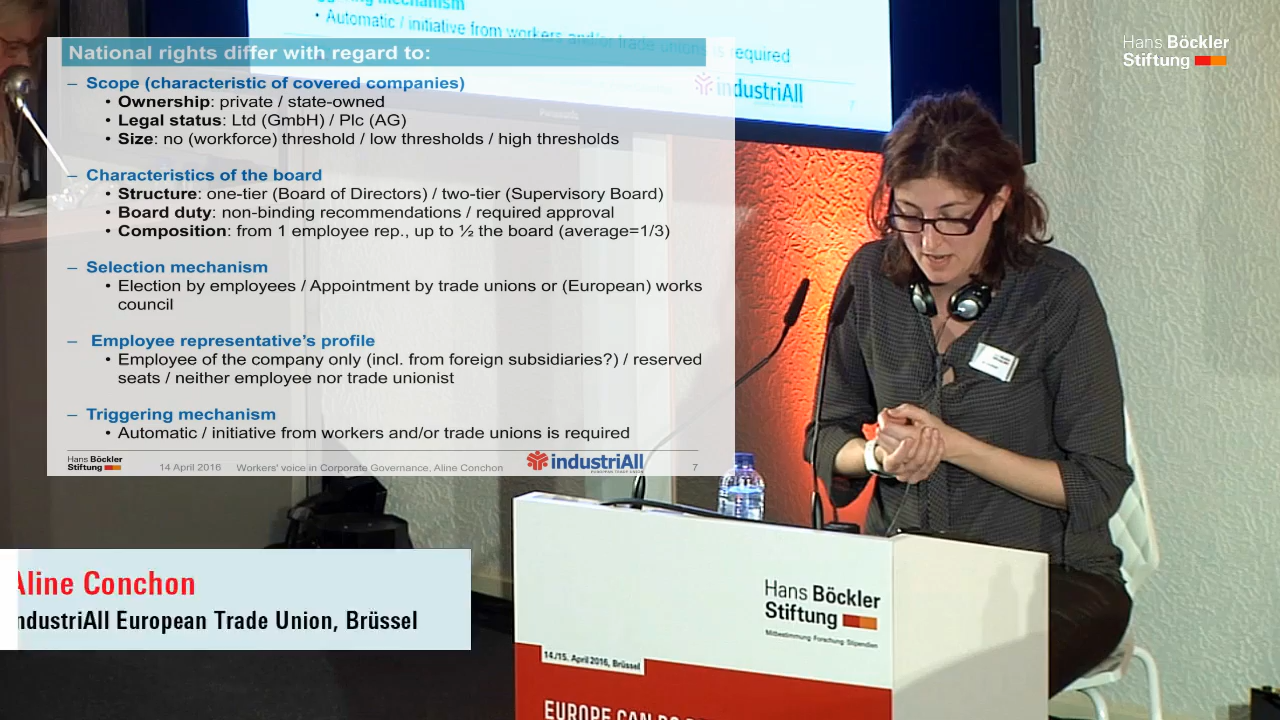 Automatic / initiative from workers and/or trade unions is required
industriAll
7
Panasonic
Hans Böckler
Stiftung
National rights differ with regard to:
– Scope (characteristic of covered companies)
• Ownership: private / state-owned
• Legal status: Ltd (GmbH) / Plc (AG)
• Size: no (workforce) threshold / low thresholds / high thresholds
– Characteristics of the board
• Structure: one-tier (Board of Directors) / two-tier (Supervisory Board)
• Board duty: non-binding recommendations / required approval
• Composition: from 1 employee rep., up to ½ the board (average=1/3)
– Selection mechanism
• Election by employees / Appointment by trade unions or (European) works
council
– Employee representative's profile
• Employee of the company only (incl. from foreign subsidiaries?) / reserved
seats / neither employee nor trade unionist
– Triggering mechanism
• Automatic / initiative from workers and/or trade unions is required
Hans Böckler
Stiftung
14 April 2016 Workers' voice in Corporate Governance, Aline Conchon
industriAll
EUROPEAN TRADE UNION
7
Aline Conchon
ndustriAll European Trade Union, Brüssel
Hans Böckler
Stiftung
Mitbestimmung Forschung Stipendien
14./15. April 2016, Brüssel
EUROPE CAN DO